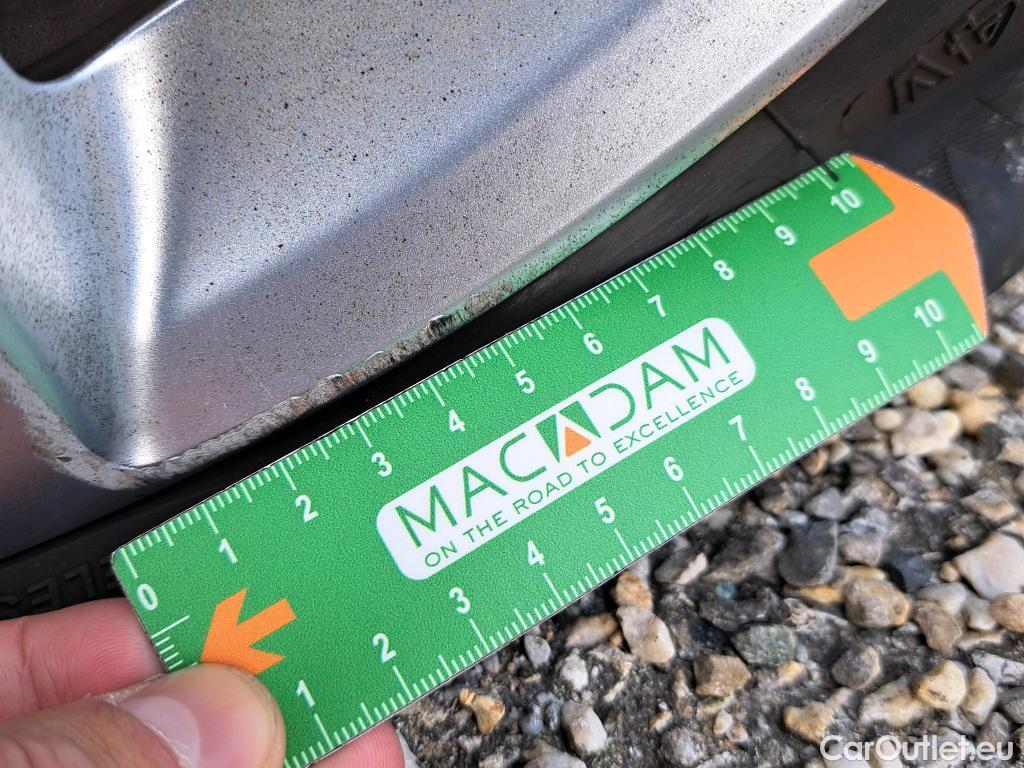 0 1 2 3 4 5 6 7 8 9 10
MACADAM
ON THE ROAD TO EXCELLENCE
1 2 3 4 5 6 7 8 9 10
CarOutlet.eu